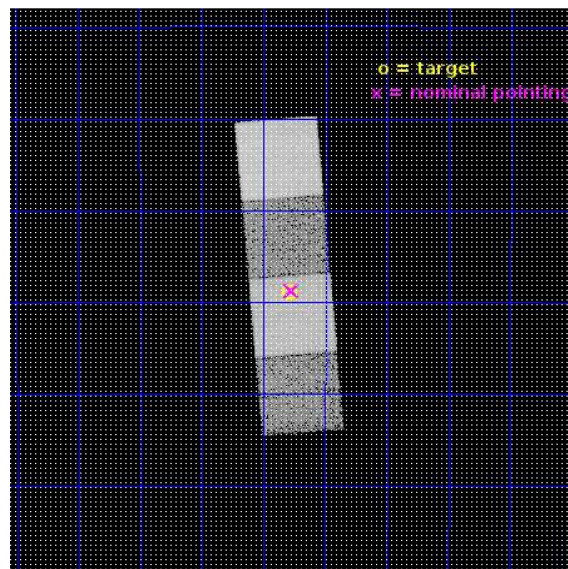 o = target
x = nominal pointing